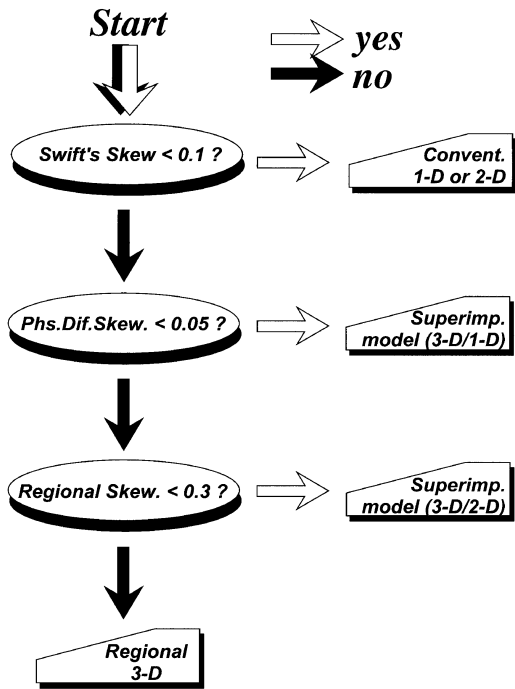 Start
yes
no
Swift's Skew < 0.1 ?
Convent.
1-D or 2-D
Phs.Dif.Skew. < 0.05 ?
Superimp.
model (3-D/1-D)
Regional Skew. < 0.3 ?
Superimp.
model (3-D/2-D)
Regional
3-D